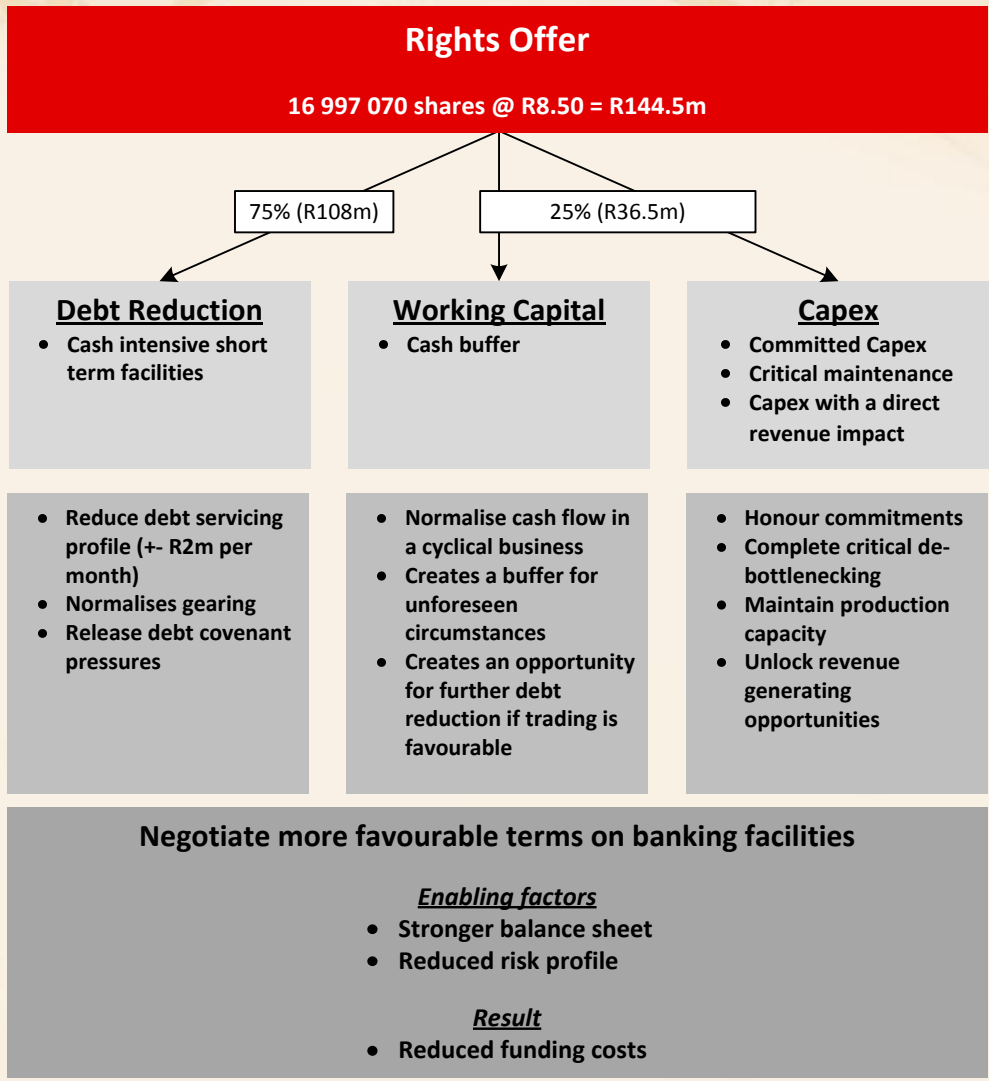 Rights Offer
16 997 070 shares @ R8.50 = R144.5m
75% (R108m)
25% (R36.5m)
Debt Reduction
• Cash intensive short
term facilities
Working Capital
• Cash buffer
Capex
• Committed Capex
• Critical maintenance
• Capex with a direct
revenue impact
• Reduce debt servicing
profile (+- R2m per
month)
• Normalises gearing
• Release debt covenant
pressures
• Normalise cash flow in
a cyclical business
• Creates a buffer for
unforeseen
circumstances
• Creates an opportunity
for further debt
reduction if trading is
favourable
• Honour commitments
• Complete critical de-
bottlenecking
• Maintain production
capacity
• Unlock revenue
generating
opportunities
Negotiate more favourable terms on banking facilities
Enabling factors
• Stronger balance sheet
• Reduced risk profile
Result
• Reduced funding costs